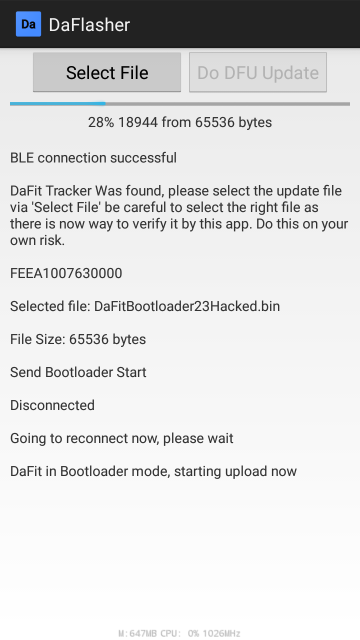 Da DaFlasher
Select File Do DFU Update
28% 18944 from 65536 bytes
BLE connection successful
DaFit Tracker Was found, please select the update file
via 'Select File' be careful to select the right file as
there is now way to verify it by this app. Do this on your
own risk.
FEEA1007630000
Selected file: DaFitBootloader23Hacked.bin
File Size: 65536 bytes
Send Bootloader Start
Disconnected
Going to reconnect now, please wait
DaFit in Bootloader mode, starting upload now
M:647MB CPU: 0% 1026MHz